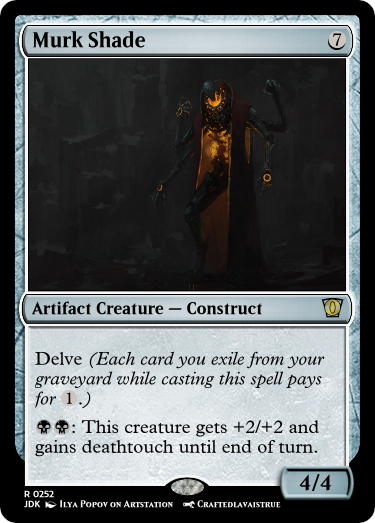 Murk Shade 7
Artifact Creature — Construct
Delve (Each card you exile from your
graveyard while casting this spell pays
for 1.)
: This creature gets +2/+2 and
gains deathtouch until end of turn.
4/4
R 0252
JDK Ilya Popov on Artstation Craftedlavaistrue